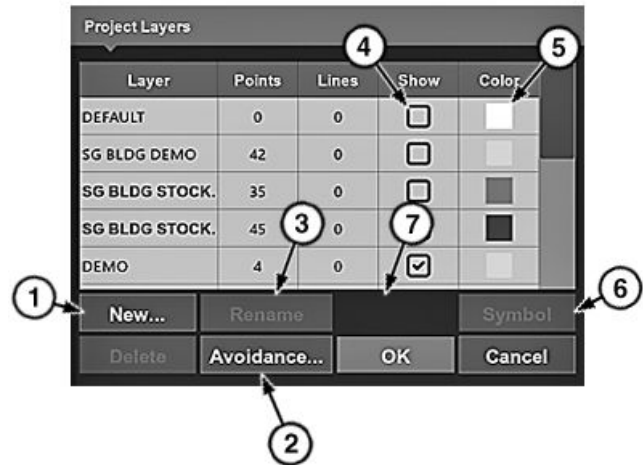 Project Layers
4 5
Layer Points Lines Show Color
DEFAULT 0 0
SG BLDG DEMO 42 0
SG BLDG STOCK. 35 0
SG BLDG STOCK. 45 0
3 7
DEMO 4 0
1 6
New... Rename Symbol
Delete Avoidance... OK Cancel
2